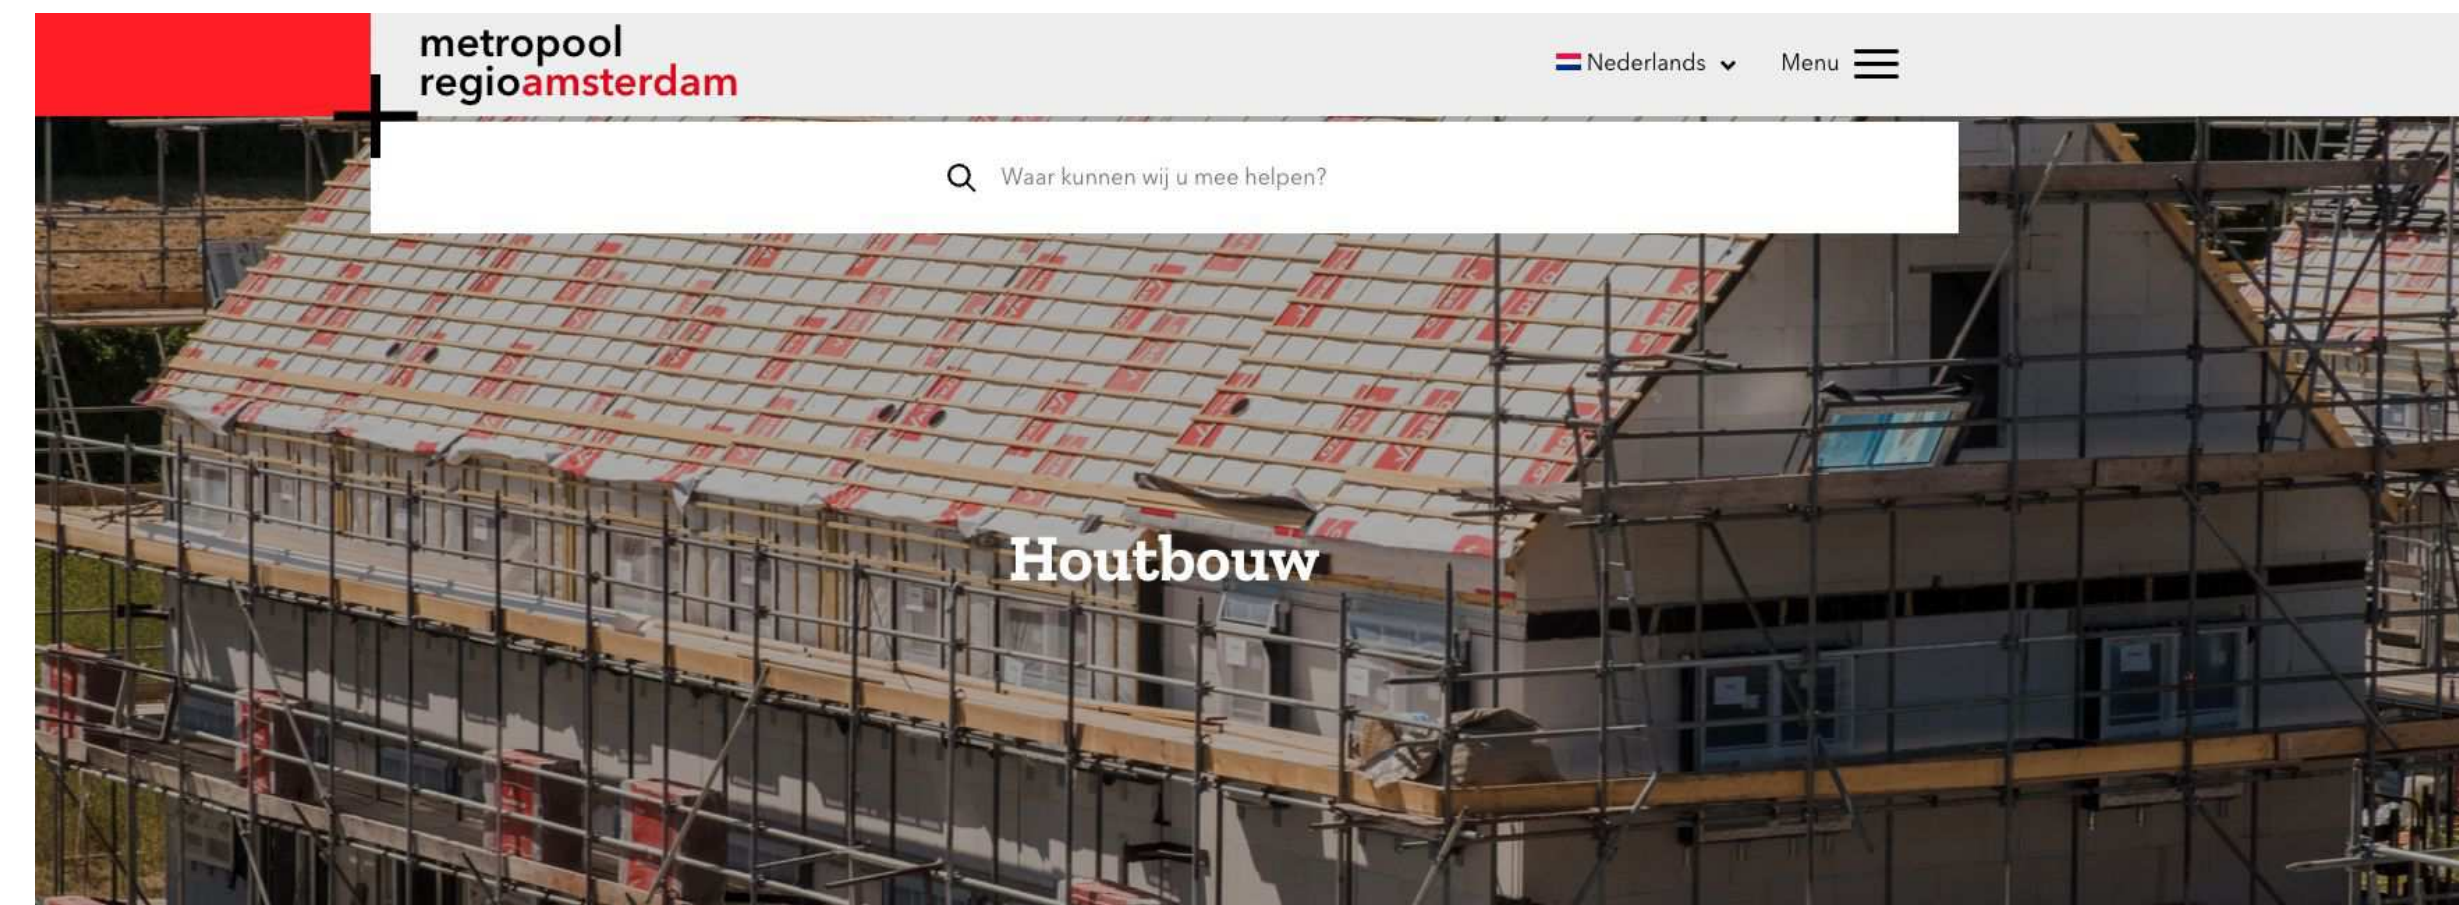 metropool
regioamsterdam
Nederlands
Menu
Waar kunnen wij u mee helpen?
Houtbouw